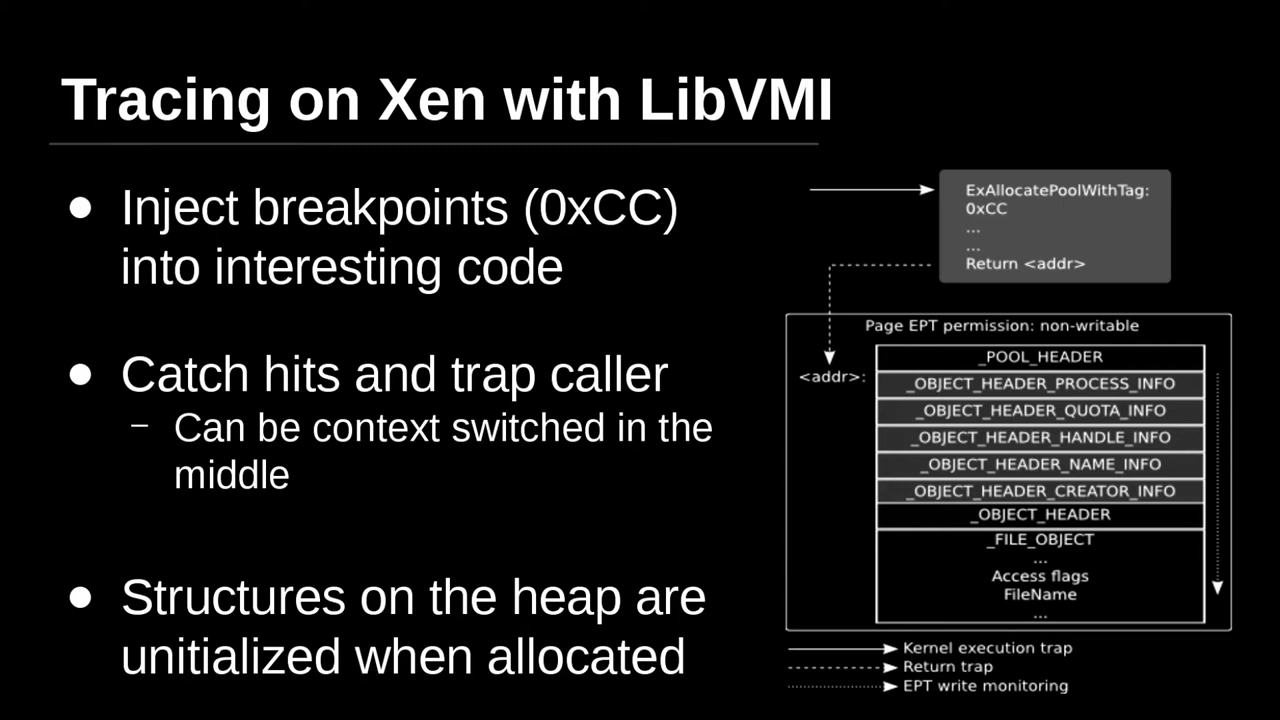 Tracing on Xen with LibVMI
● Inject breakpoints (0xCC)
into interesting code
● Catch hits and trap caller
– Can be context switched in the
middle
● Structures on the heap are
unitialized when allocated
ExAllocatePoolWithTag:
0xCC
...
...
Return <addr>
Page EPT permission: non-writable
<addr>:
_POOL_HEADER
_OBJECT_HEADER_PROCESS_INFO
_OBJECT_HEADER_QUOTA_INFO
_OBJECT_HEADER_HANDLE_INFO
_OBJECT_HEADER_NAME_INFO
_OBJECT_HEADER_CREATOR_INFO
_OBJECT_HEADER
_FILE_OBJECT
...
Access flags
FileName
...
Kernel execution trap
Return trap
EPT write monitoring